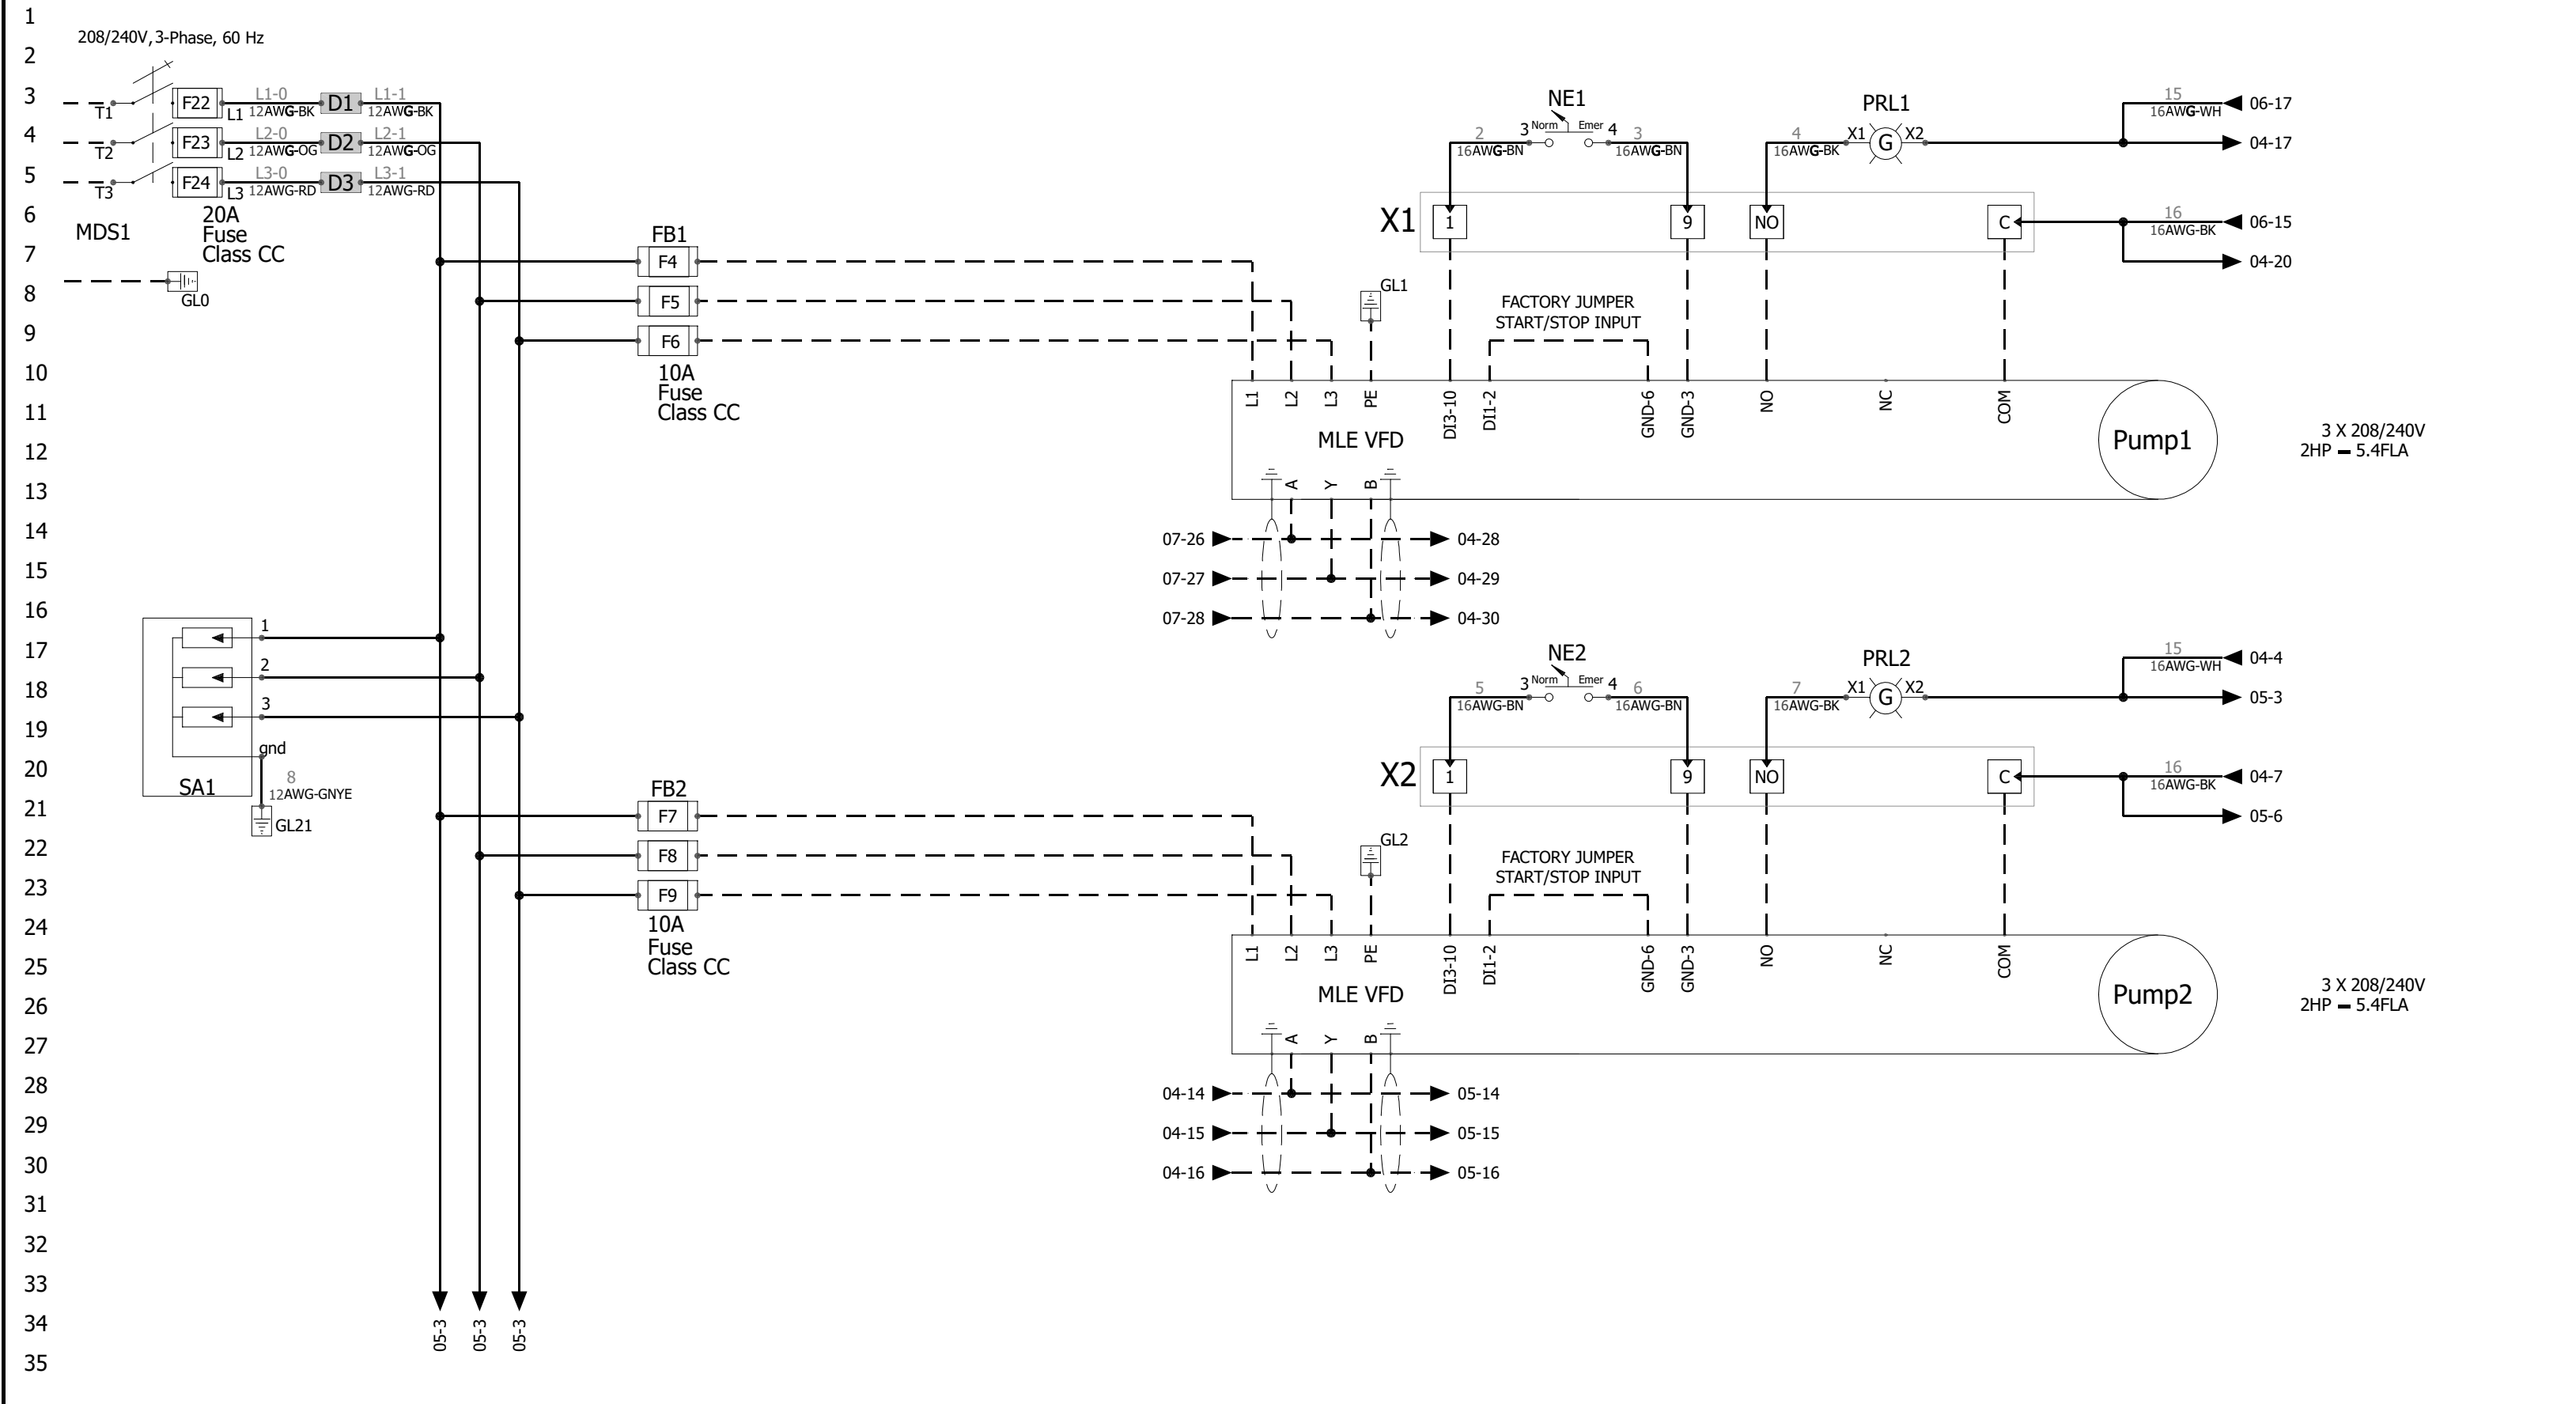 1
208/240V, 3-Phase, 60 Hz
2
3
T1
F22
L1
L1-0
12AWG-BK
D1
L1-1
12AWG-BK
4
T2
F23
L2
L2-0
12AWG-OG
D2
L2-1
12AWG-OG
5
T3
F24
L3
L3-0
12AWG-RD
D3
L3-1
12AWG-RD
6
MDS1
20A
Fuse
Class CC
7
8
GL0
9
10
11
12
13
14
15
16
17
18
19
20
21
22
23
24
25
26
27
28
29
30
31
32
33
34
35
FB1
F4
F5
F6
10A
Fuse
Class CC
1
2
3
gnd
SA1
8
12AWG-GNYE
GL21
FB2
F7
F8
F9
10A
Fuse
Class CC
05-3
05-3
05-3
NE1
2
16AWG-BN
3
Norm
Emer
4
3
16AWG-BN
PRL1
4
16AWG-BK
X1
G
X2
15
16AWG-WH
06-17
04-17
X1
1
9
NO
C
16
16AWG-BK
06-15
04-20
GL1
FACTORY JUMPER
START/STOP INPUT
L1
L2
L3
PE
DI3-10
DI1-2
GND-6
GND-3
NO
NC
COM
MLE VFD
Pump1
3 X 208/240V
2HP = 5.4FLA
A
Y
B
07-26
04-28
07-27
04-29
07-28
04-30
NE2
5
16AWG-BN
3
Norm
Emer
4
6
16AWG-BN
PRL2
7
16AWG-BK
X1
G
X2
15
16AWG-WH
04-4
05-3
X2
1
9
NO
C
16
16AWG-BK
04-7
05-6
GL2
FACTORY JUMPER
START/STOP INPUT
L1
L2
L3
PE
DI3-10
DI1-2
GND-6
GND-3
NO
NC
COM
MLE VFD
Pump2
3 X 208/240V
2HP = 5.4FLA
A
Y
B
04-14
05-14
04-15
05-15
04-16
05-16